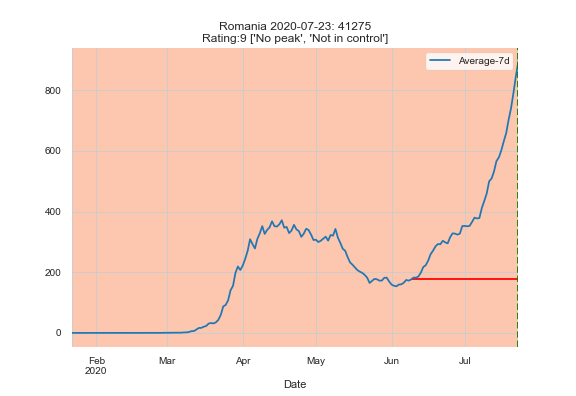 Romania 2020-07-23: 41275
Rating:9 ['No peak', 'Not in control']
Average-7d
800
600
400
200
0
Feb Mar Apr May Jun Jul
2020
Date